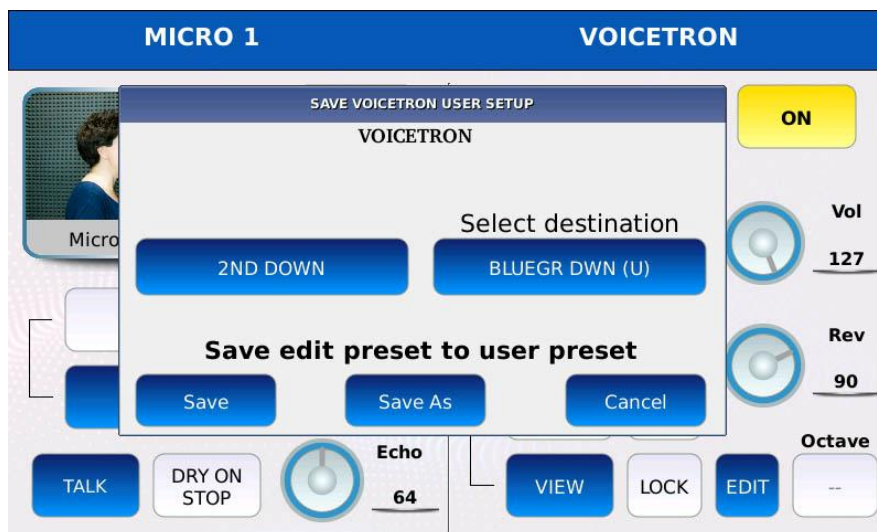 MICRO 1
VOICETRON
SAVE VOICETRON USER SETUP
VOICETRON
ON
Micro
Select destination
2ND DOWN
BLUEGR DWN (U)
Vol
127
Save edit preset to user preset
Save
Save As
Cancel
Rev
90
TALK
DRY ON
STOP
Echo
64
VIEW
LOCK
EDIT
Octave
--